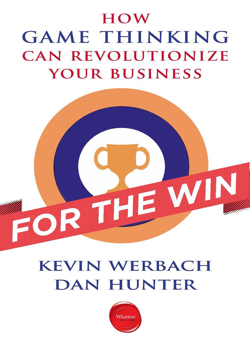 HOW
GAME THINKING
CAN REVOLUTIONIZE
YOUR BUSINESS
FOR THE WIN
KEVIN WERBACH
DAN HUNTER
Wharton